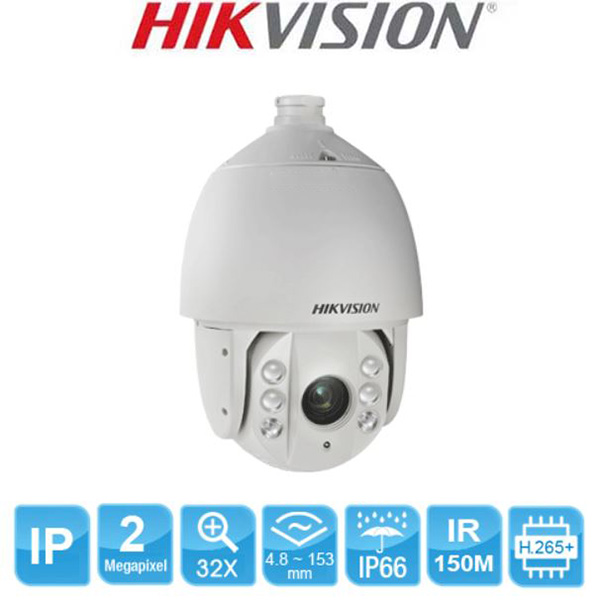 HIKVISION®
HIKVISION
IP
2
Megapixel
32X
4.8 ~ 153
mm
IP66
IR
150M
H.265+